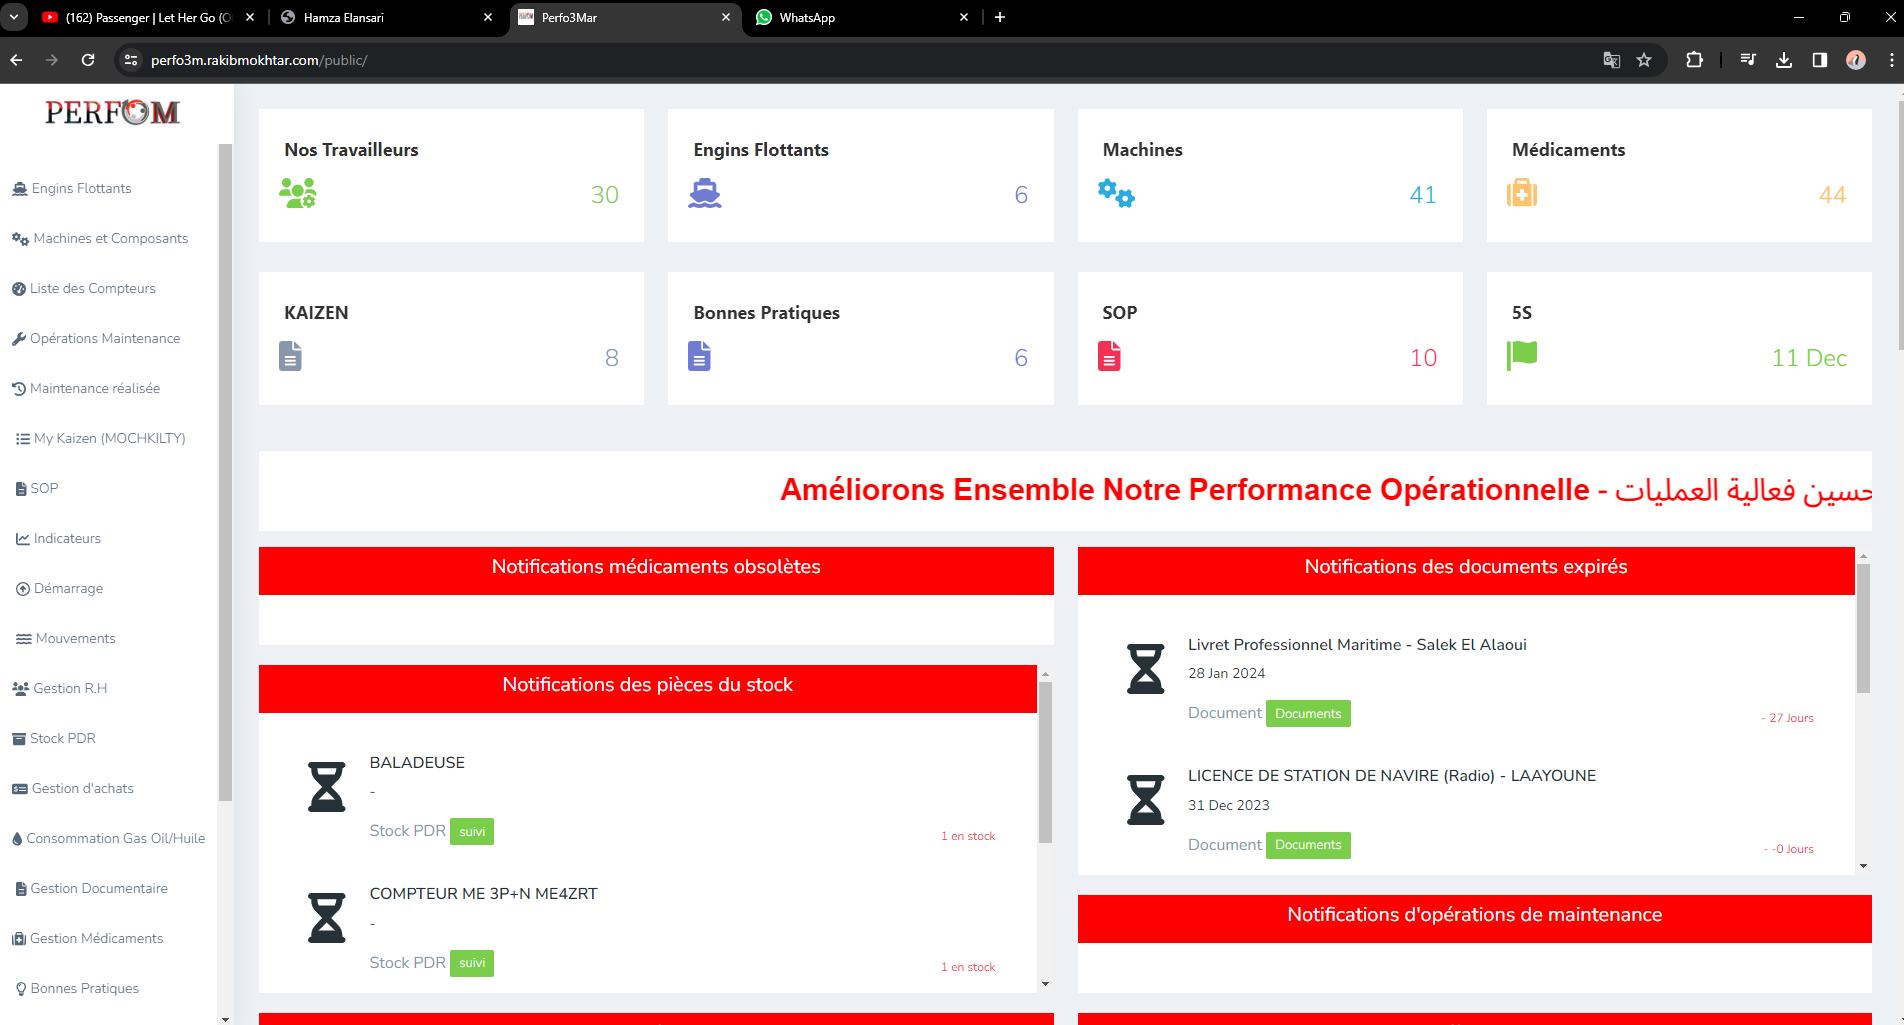 (162) Passenger | Let Her Go (O
Hamza Elansari
Perfo3Mar
WhatsApp
perfo3m.rakibmokhtar.com/public/
PERFOM
Engins Flottants
Machines et Composants
Liste des Compteurs
Opérations Maintenance
Maintenance réalisée
My Kaizen (MOCHKILTY)
SOP
Indicateurs
Démarrage
Mouvements
Gestion R.H
Stock PDR
Gestion d'achats
Consommation Gas Oil/Huile
Gestion Documentaire
Gestion Médicaments
Bonnes Pratiques
Nos Travailleurs
30
Engins Flottants
6
Machines
41
Médicaments
44
KAIZEN
8
Bonnes Pratiques
6
SOP
10
5S
11 Dec
Améliorons Ensemble Notre Performance Opérationnelle - حسين فعالية العمليات
Notifications médicaments obsolètes
Notifications des pièces du stock
BALADEUSE
-
Stock PDR suivi
1 en stock
COMPTEUR ME 3P+N ME4ZRT
-
Stock PDR suivi
1 en stock
Notifications des documents expirés
Livret Professionnel Maritime - Salek El Alaoui
28 Jan 2024
Document Documents
- 27 Jours
LICENCE DE STATION DE NAVIRE (Radio) - LAAYOUNE
31 Dec 2023
Document Documents
- -0 Jours
Notifications d'opérations de maintenance